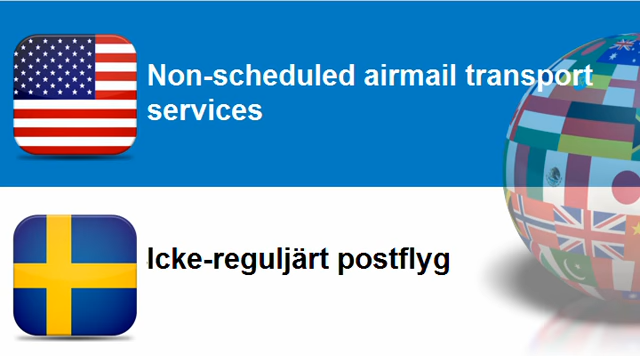 Non-scheduled airmail transport
services
Icke-reguljärt postflyg